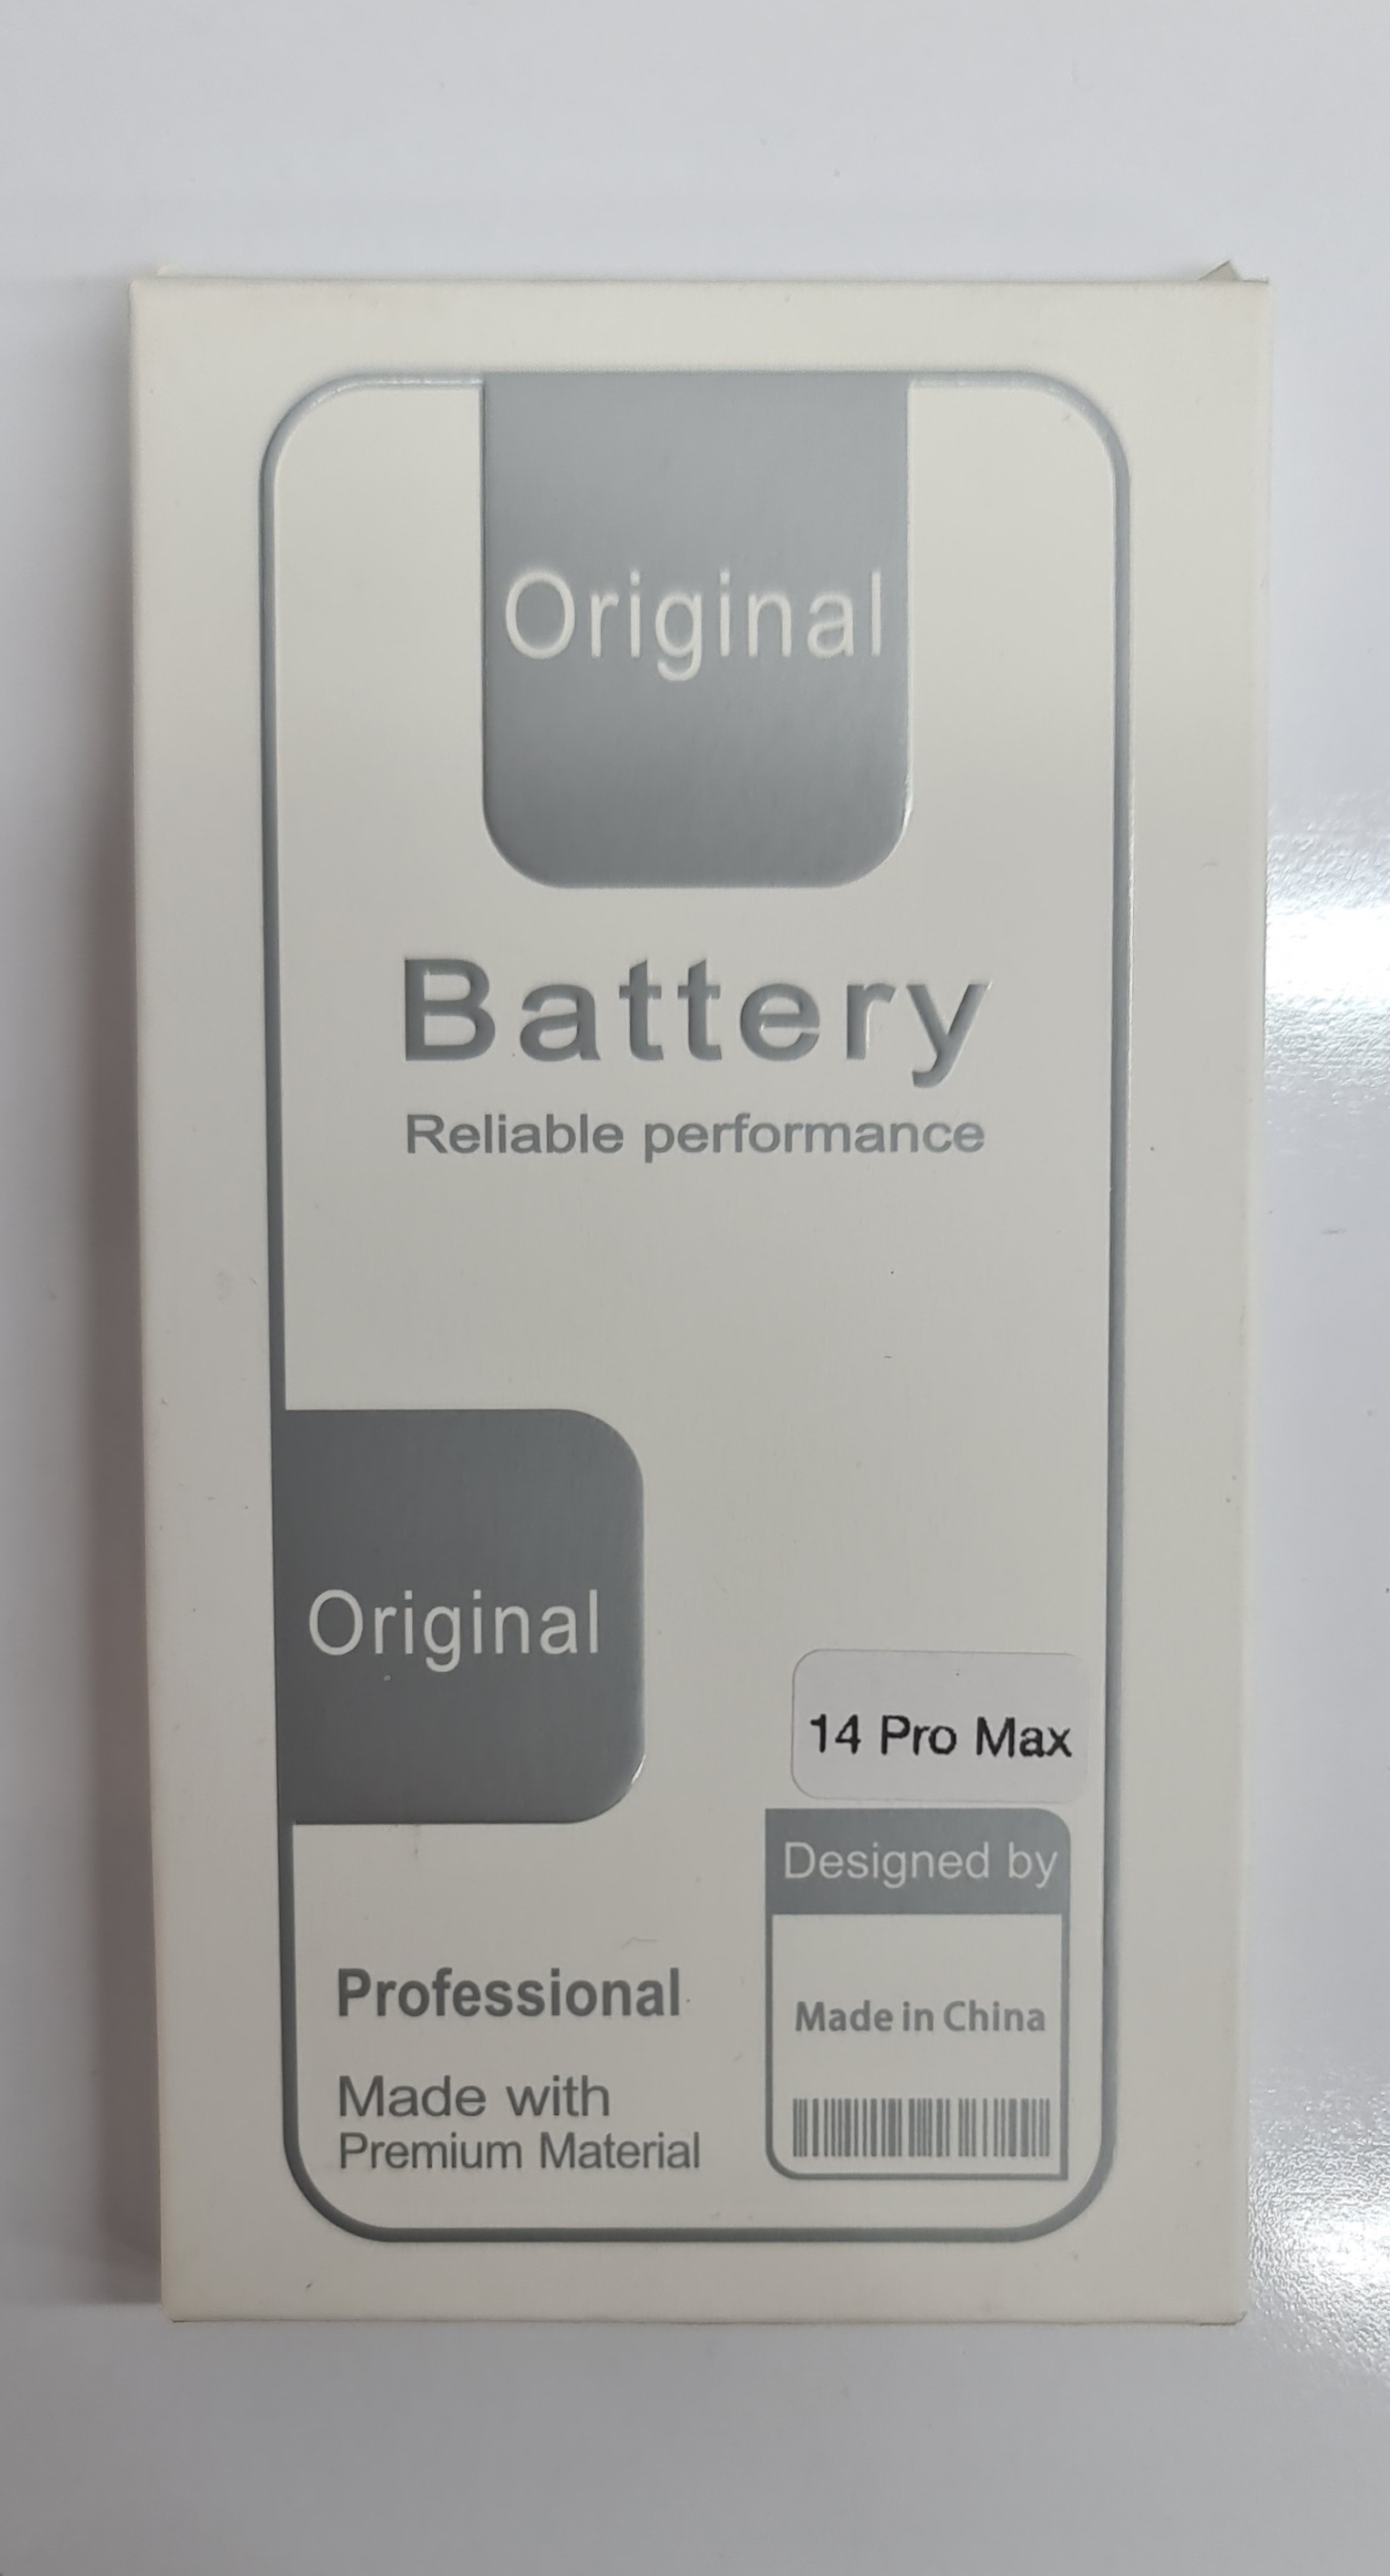 Original
Battery
Reliable performance
Original
14 Pro Max
Designed by
Made in China
Professional
Made with
Premium Material